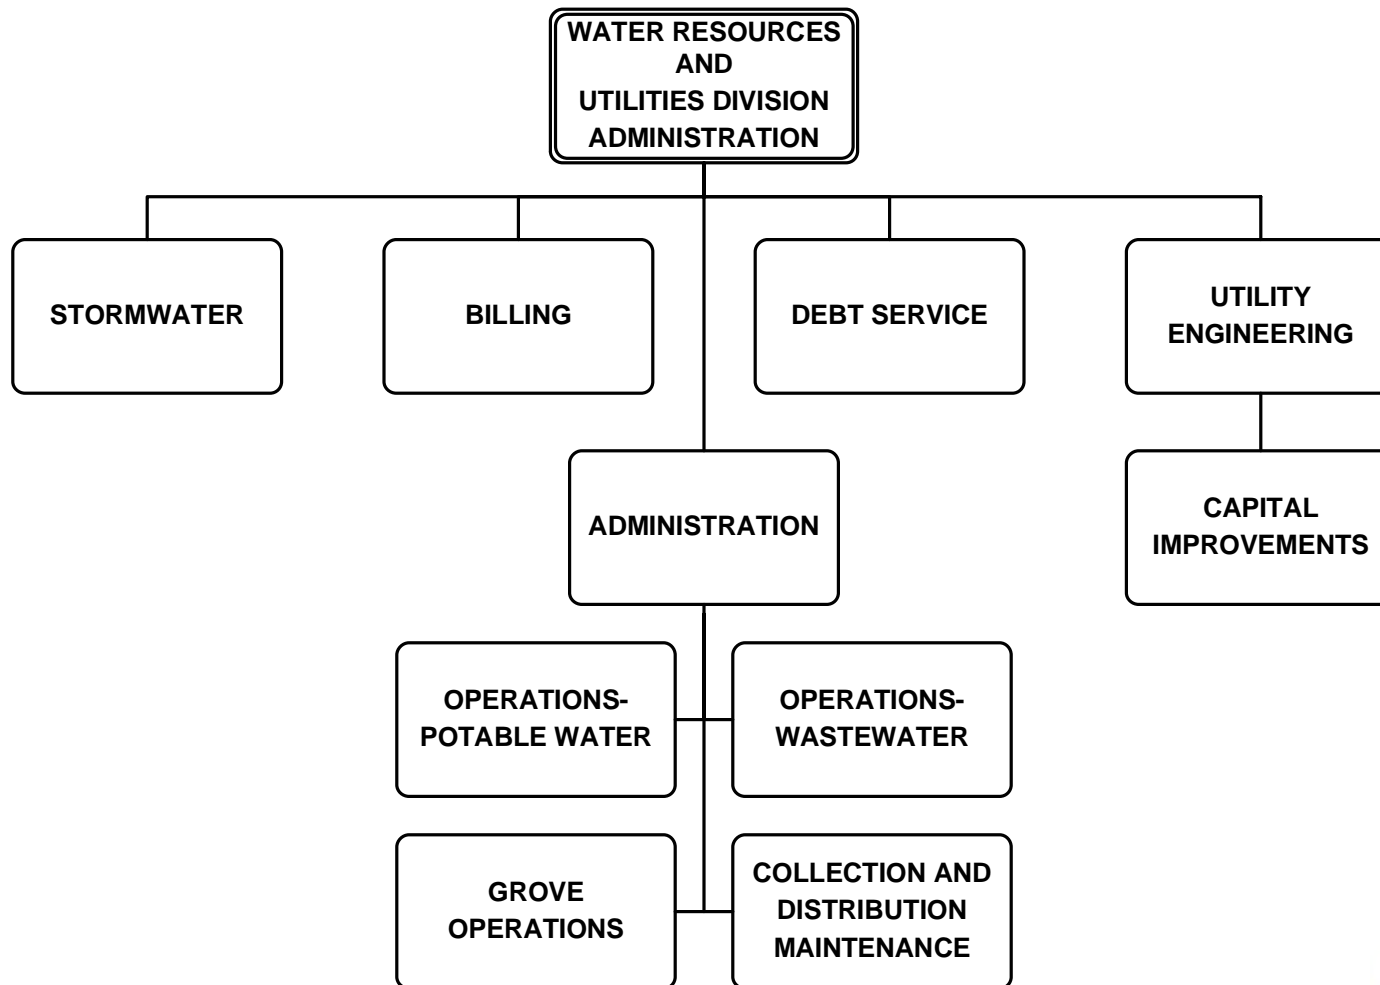 WATER RESOURCES
AND
UTILITIES DIVISION
ADMINISTRATION
STORMWATER
BILLING
DEBT SERVICE
UTILITY
ENGINEERING
ADMINISTRATION
CAPITAL
IMPROVEMENTS
OPERATIONS-
POTABLE WATER
OPERATIONS-
WASTEWATER
GROVE
OPERATIONS
COLLECTION AND
DISTRIBUTION
MAINTENANCE